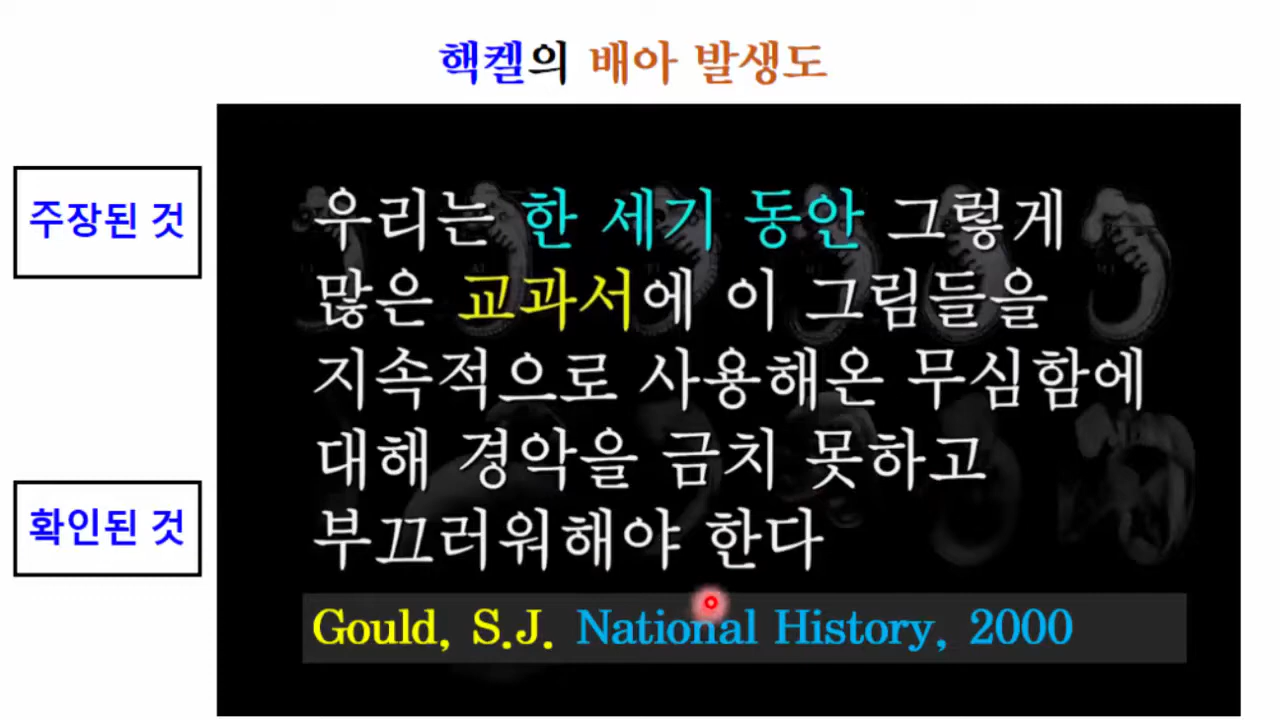 핵켈의 배아 발생도
주장된 것
우리는 한 세기 동안 그렇게
많은 교과서에 이 그림들을
지속적으로 사용해온 무심함에
대해 경악을 금치 못하고
확인된 것
부끄러워해야 한다
Gould, S.J. National History, 2000